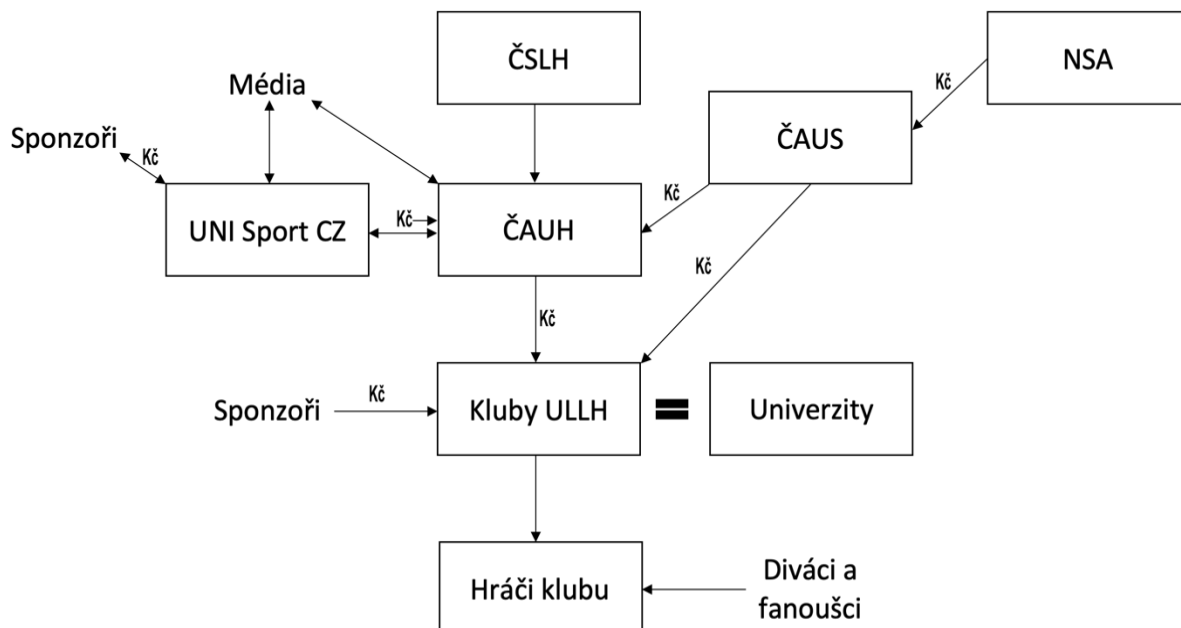 ČSLH
NSA
Média
Kč
ČAUS
Sponzoři
Kč
Kč
UNI Sport CZ
Kč
ČAUH
Kč
Kč
Sponzoři
Kč
Kluby ULLH
=
Univerzity
Hráči klubu
Diváci a
fanoušci